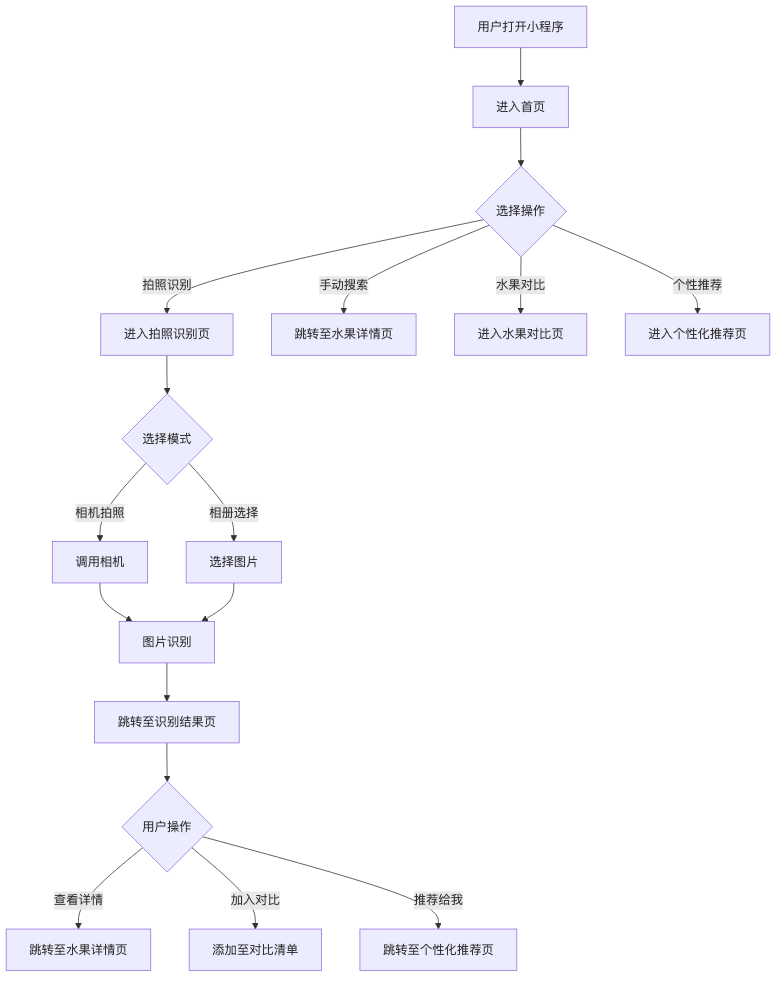 用户打开小程序
进入首页
选择操作
拍照识别
手动搜索
水果对比
个性推荐
进入拍照识别页
跳转至水果详情页
进入水果对比页
进入个性化推荐页
选择模式
相机拍照
相册选择
调用相机
选择图片
图片识别
跳转至识别结果页
用户操作
查看详情
加入对比
推荐给我
跳转至水果详情页
添加至对比清单
跳转至个性化推荐页